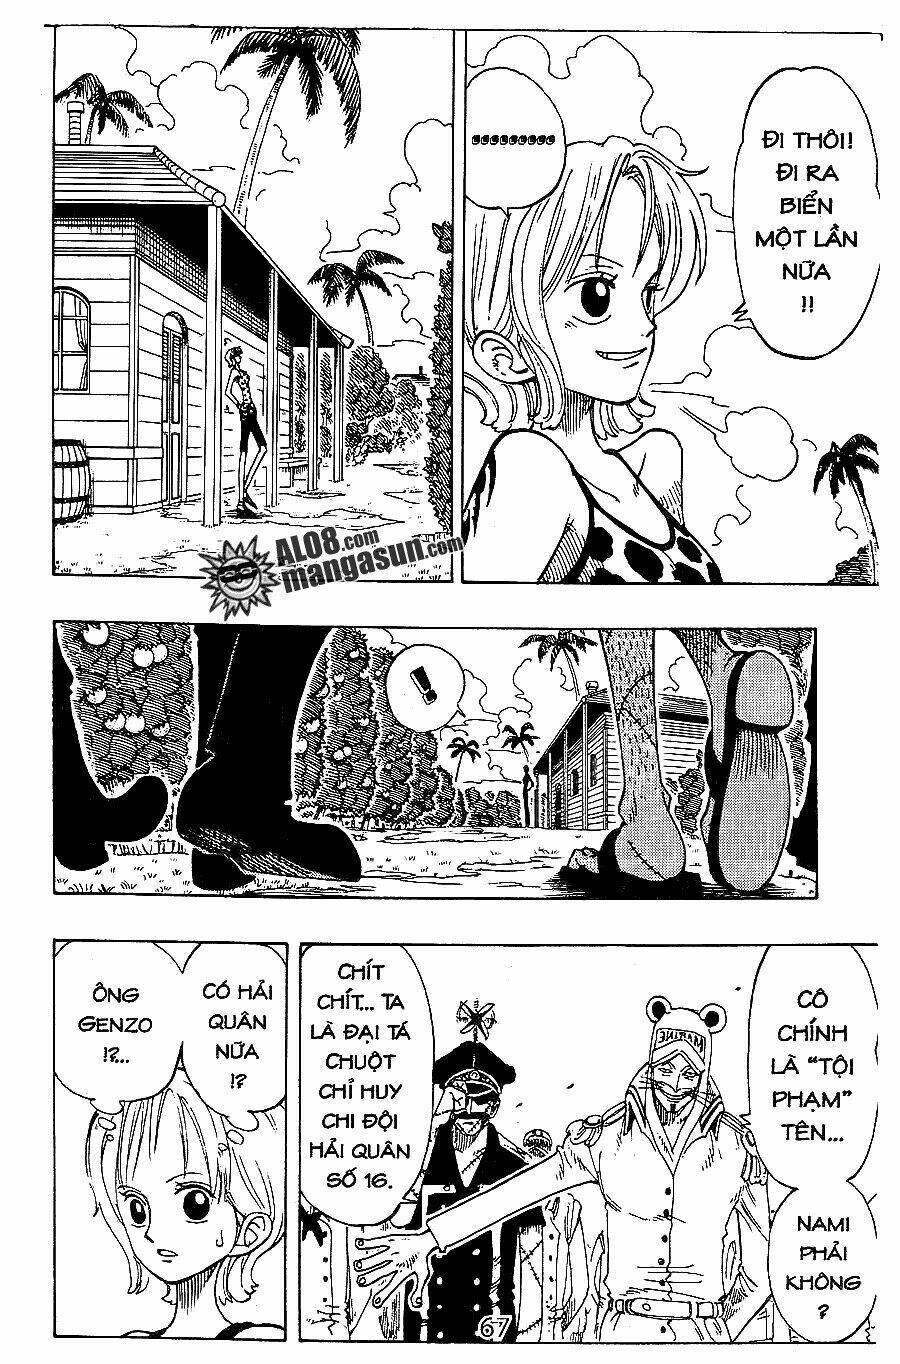 ĐI THÔI!
ĐI RA
BIỂN
MỘT LẦN
NỮA
!!
AL08.com
mangasun.com
!
CÔ
CHÍNH
LÀ “TỘI
PHẠM”
TÊN...
NAMI
PHẢI
KHÔNG
?
MARINE
CHÍT
CHÍT... TA
LÀ ĐẠI TÁ
CHUỘT
CHỈ HUY
CHI ĐỘI
HẢI QUÂN
SỐ 16.
CÓ HẢI
QUÂN
NỮA
!?
ÔNG
GENZO
!?...
67